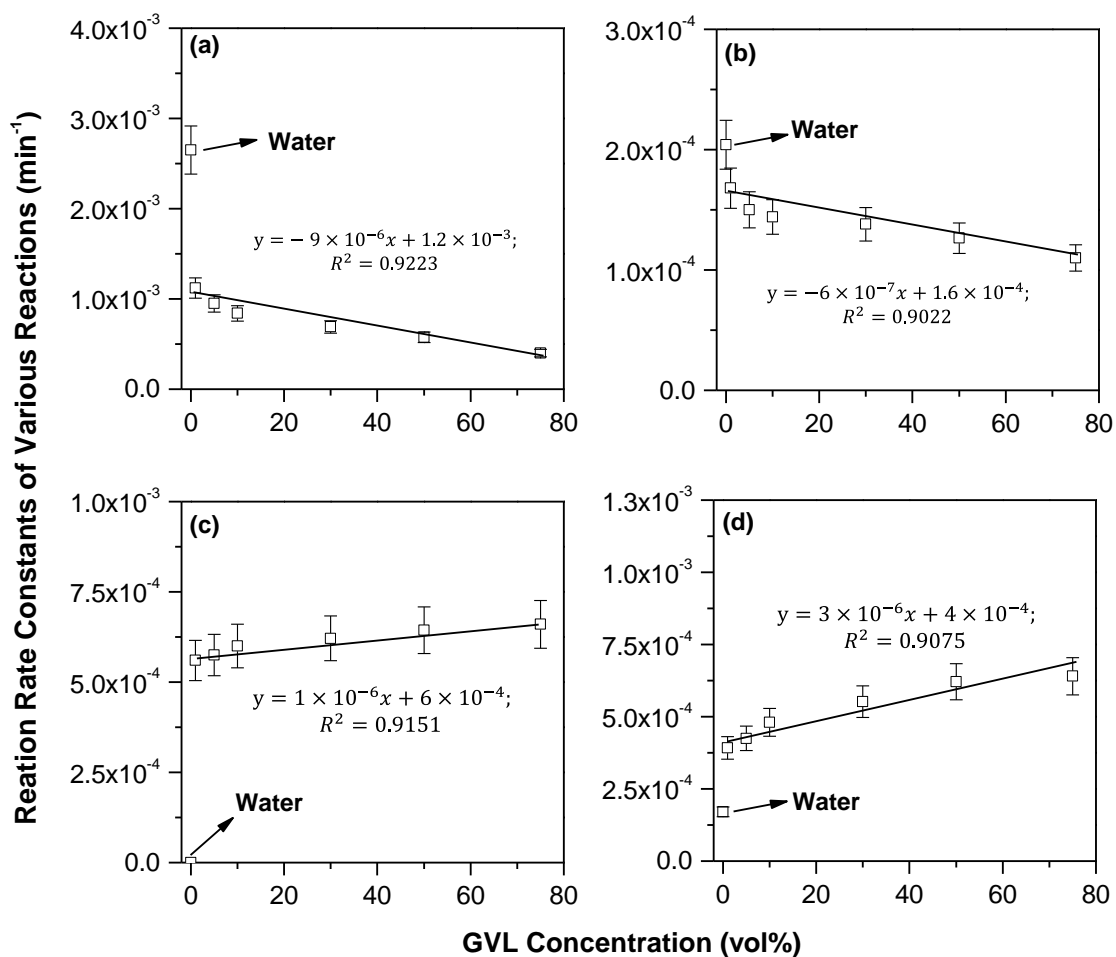 Reation Rate Constants of Various Reactions (min⁻¹)
(a)
4.0x10⁻³
3.0x10⁻³
2.0x10⁻³
1.0x10⁻³
0.0
Water
y = − 9 × 10⁻⁶x + 1.2 × 10⁻³;
R² = 0.9223
0 20 40 60 80
(b)
3.0x10⁻⁴
2.0x10⁻⁴
1.0x10⁻⁴
0.0
Water
y = −6 × 10⁻⁷x + 1.6 × 10⁻⁴;
R² = 0.9022
0 20 40 60 80
(c)
1.0x10⁻³
7.5x10⁻⁴
5.0x10⁻⁴
2.5x10⁻⁴
0.0
y = 1 × 10⁻⁶x + 6 × 10⁻⁴;
R² = 0.9151
Water
0 20 40 60 80
(d)
1.3x10⁻³
1.0x10⁻³
7.5x10⁻⁴
5.0x10⁻⁴
2.5x10⁻⁴
0.0
y = 3 × 10⁻⁶x + 4 × 10⁻⁴;
R² = 0.9075
Water
0 20 40 60 80
GVL Concentration (vol%)